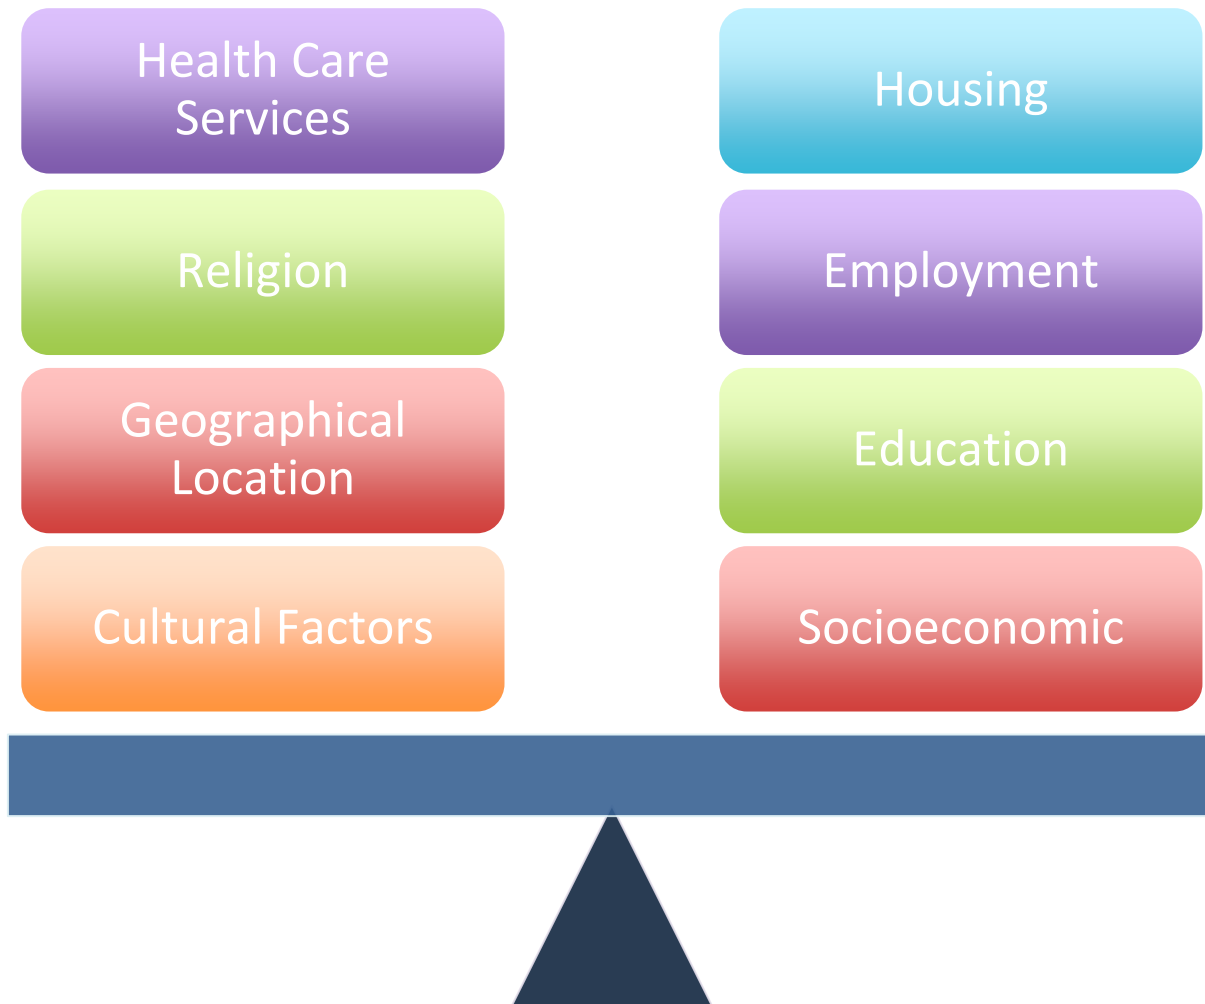 Health Care
Services
Religion
Geographical
Location
Cultural Factors
Housing
Employment
Education
Socioeconomic